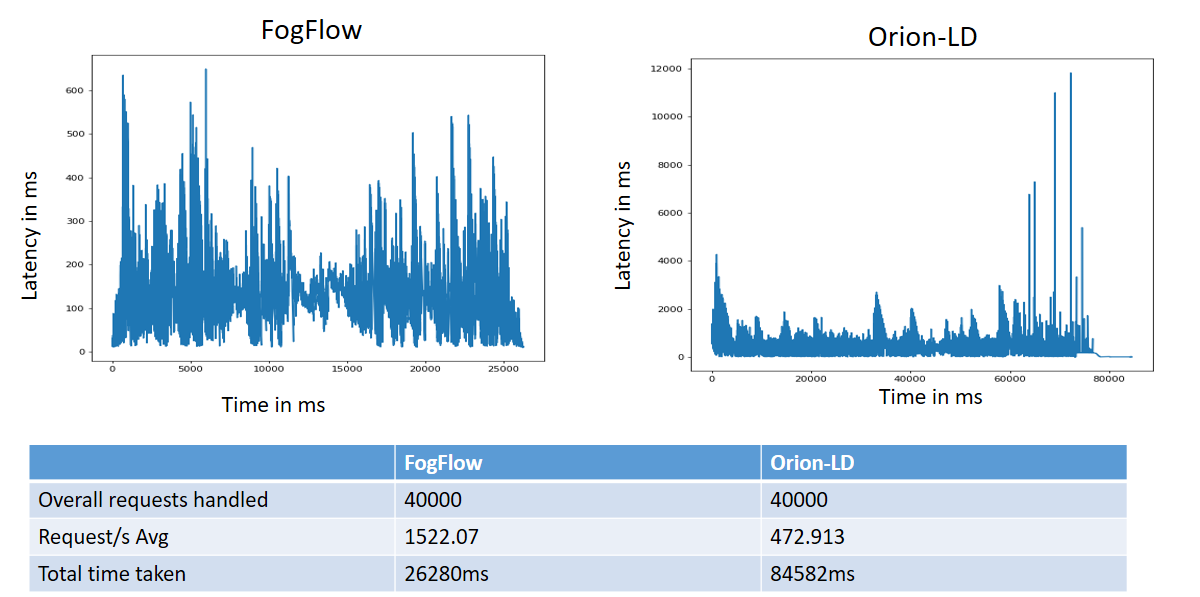 FogFlow
Latency in ms
600
500
400
300
200
100
0
0 5000 10000 15000 20000 25000
Time in ms
Orion-LD
Latency in ms
12000
10000
8000
6000
4000
2000
0
0 20000 40000 60000 80000
Time in ms
FogFlow Orion-LD
Overall requests handled 40000 40000
Request/s Avg 1522.07 472.913
Total time taken 26280ms 84582ms